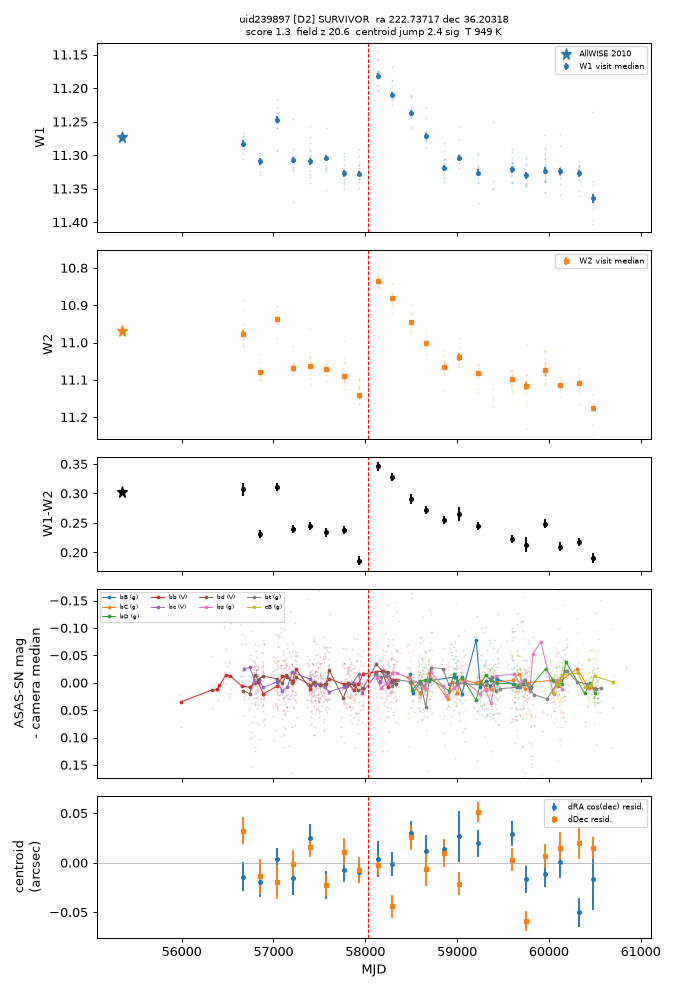 uid239897 [D2] SURVIVOR  ra 222.73717 dec 36.20318
score 1.3  field z 20.6  centroid jump 2.4 sig  T 949 K
11.15
11.20
11.25
11.30
11.35
11.40
W1
AllWISE 2010
W1 visit median
10.8
10.9
11.0
11.1
11.2
W2
W2 visit median
0.35
0.30
0.25
0.20
W1-W2
−0.15
−0.10
−0.05
0.00
0.05
0.10
0.15
ASAS-SN mag
- camera median
bB (g)
bC (g)
bD (g)
bb (V)
bc (V)
bd (V)
bs (g)
bt (g)
cB (g)
0.05
0.00
−0.05
centroid
(arcsec)
dRA cos(dec) resid.
dDec resid.
56000
57000
58000
59000
60000
61000
MJD